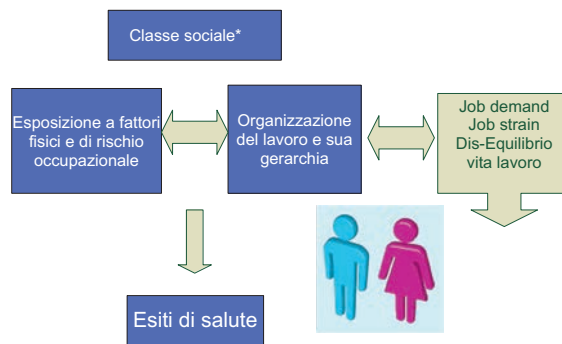 Classe sociale*
Esposizione a fattori
fisici e di rischio
occupazionale
Organizzazione
del lavoro e sua
gerarchia
Job demand
Job strain
Dis-Equilibrio
vita lavoro
Esiti di salute